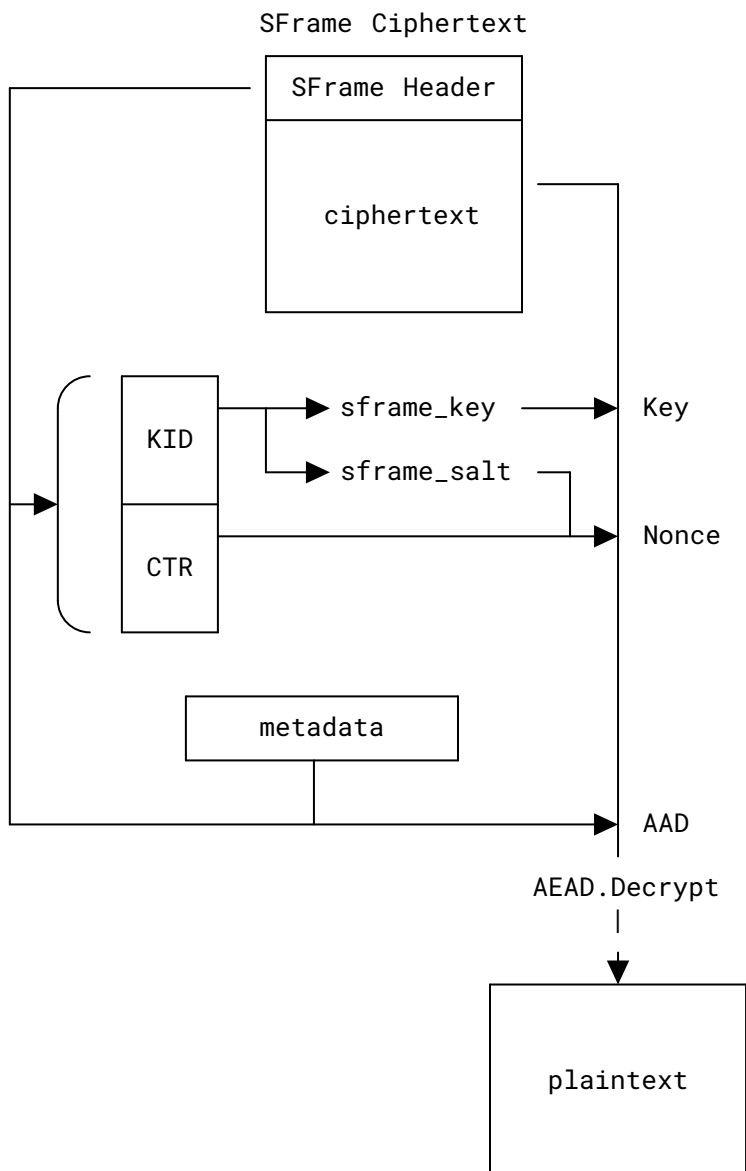 SFrame Ciphertext
SFrame Header
ciphertext
KID
sframe_key
Key
sframe_salt
CTR
Nonce
metadata
AAD
AEAD.Decrypt
plaintext